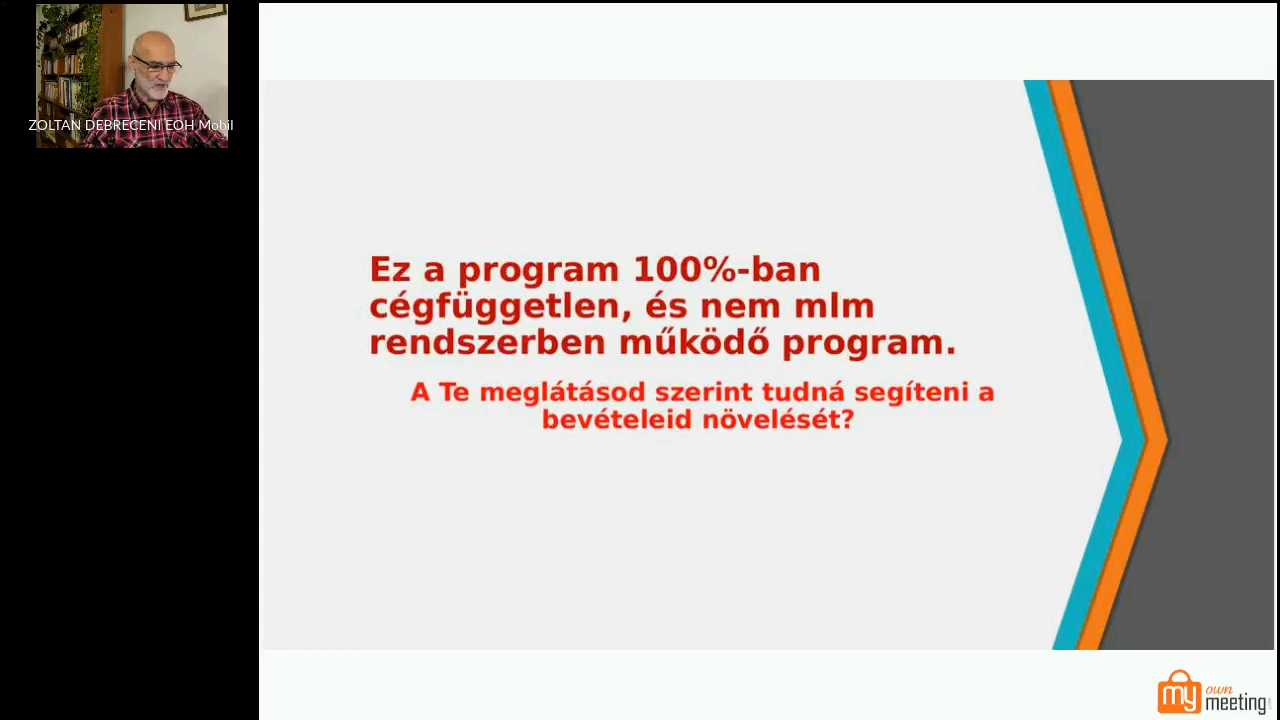 ZOLTAN DEBRECENI EOH Mobil
Ez a program 100%-ban
cégfüggetlen, és nem mlm
rendszerben működő program.
A Te meglátásod szerint tudná segíteni a
bevételeid növelését?
my own meeting